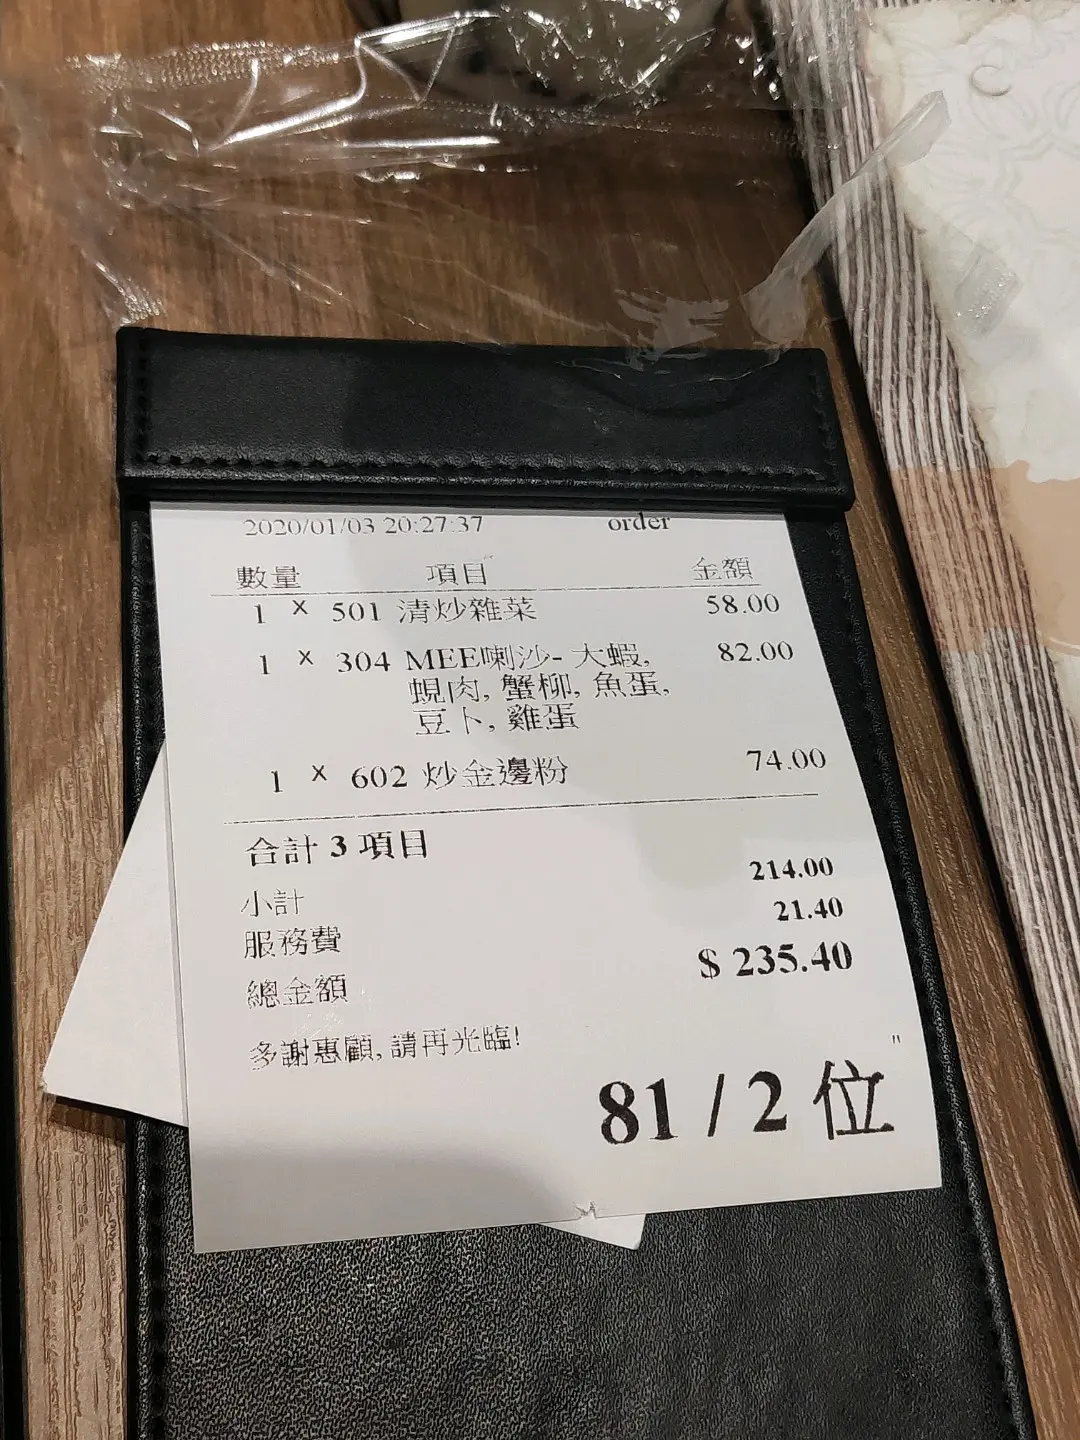 2020/01/03 20:27:37 order
數量 項目 金額
1 × 501 清炒雜菜 58.00
1 × 304 MEE喇沙- 大蝦, 82.00
蜆肉, 蟹柳, 魚蛋,
豆卜, 雞蛋
1 × 602 炒金邊粉 74.00
合計 3 項目
小計 214.00
服務費 21.40
總金額 $ 235.40
多謝惠顧, 請再光臨!
"
81 / 2 位